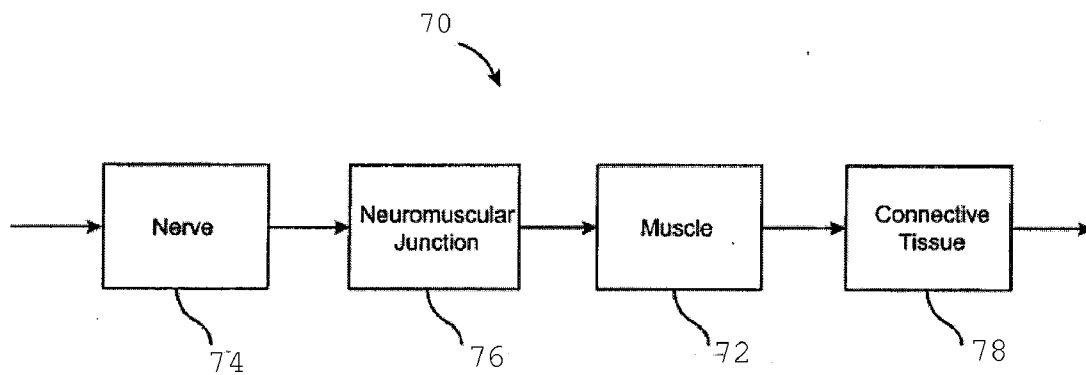 70
Nerve
Neuromuscular
Junction
Muscle
Connective
Tissue
74
76
72
78